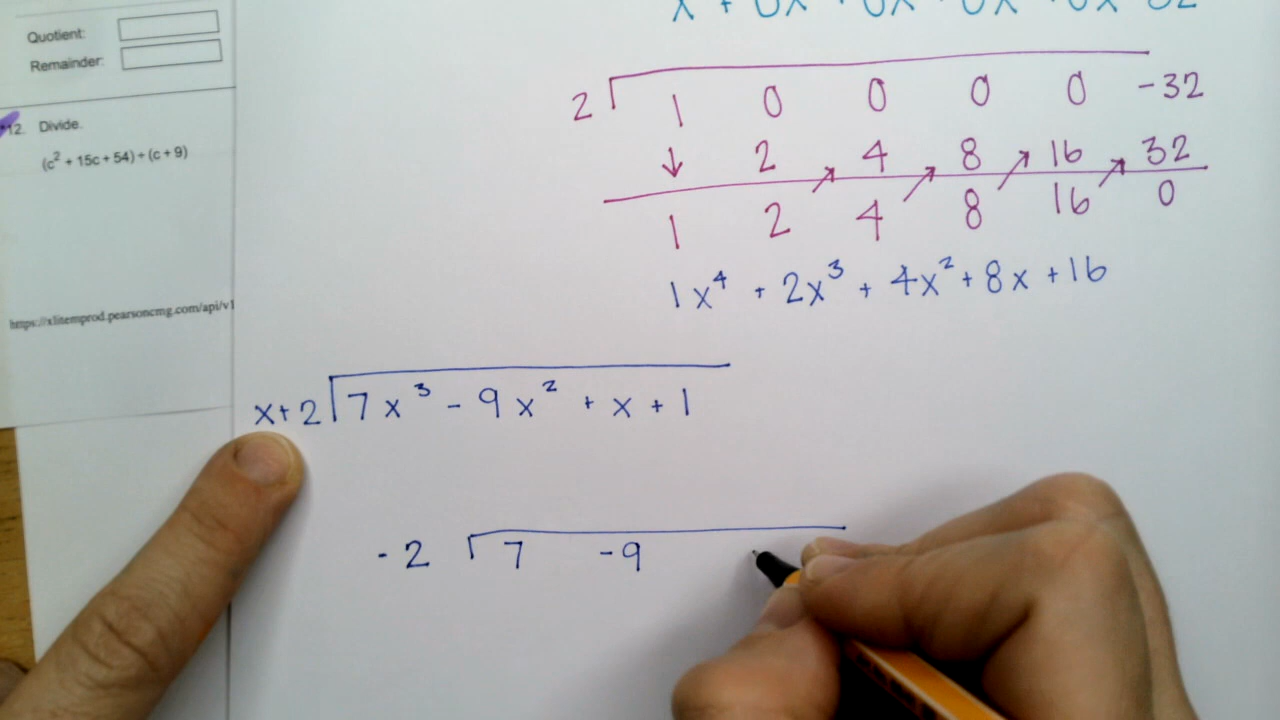 Quotient:
Remainder:
12. Divide.
(c² + 15c + 54) ÷ (c + 9)
https://xlitemprod.pearsoncmg.com/api/v1
2 1 0 0 0 0 -32
↓ 2 4 8 16 32
1 2 4 8 16 0
1x⁴ + 2x³ + 4x² + 8x + 16
x+2 7x³ - 9x² + x + 1
-2 7 -9